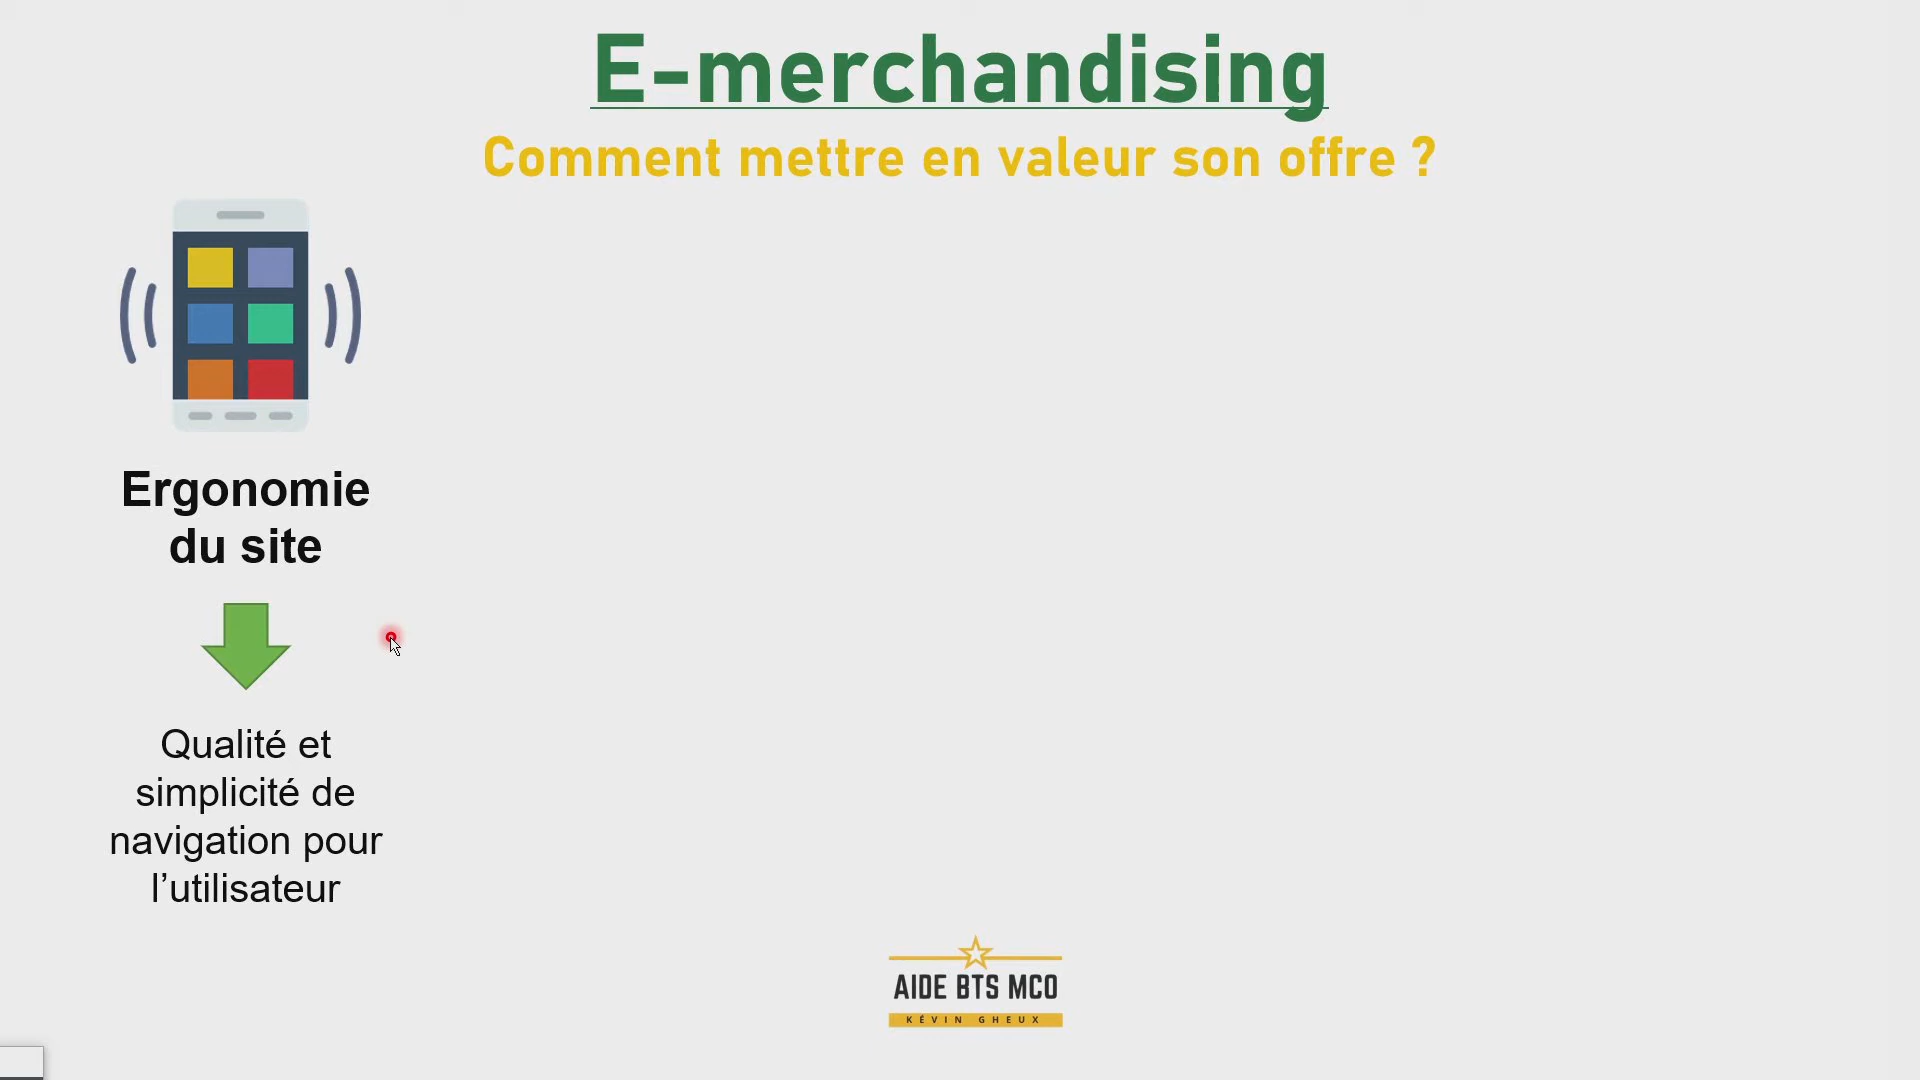 E-merchandising
Comment mettre en valeur son offre ?
Ergonomie
du site
Qualité et
simplicité de
navigation pour
l’utilisateur
AIDE BTS MCO
KÉVIN GHEUX